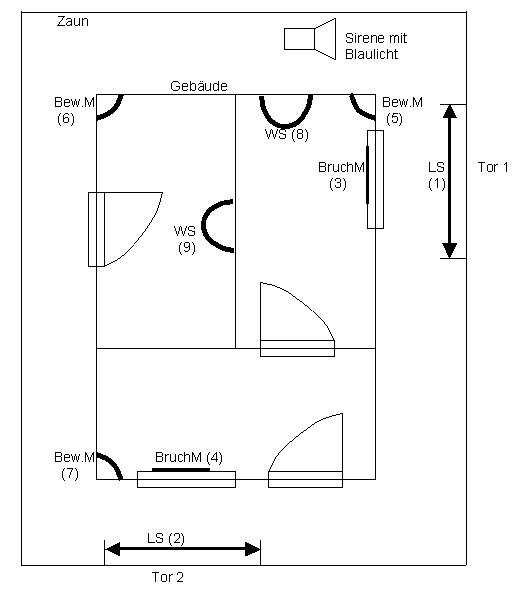 Zaun
Sirene mit
Blaulicht
Gebäude
Bew.M
(6)
Bew.M
(5)
WS (8)
BruchM
(3)
LS
(1)
Tor 1
WS
(9)
Bew.M
(7)
BruchM (4)
LS (2)
Tor 2